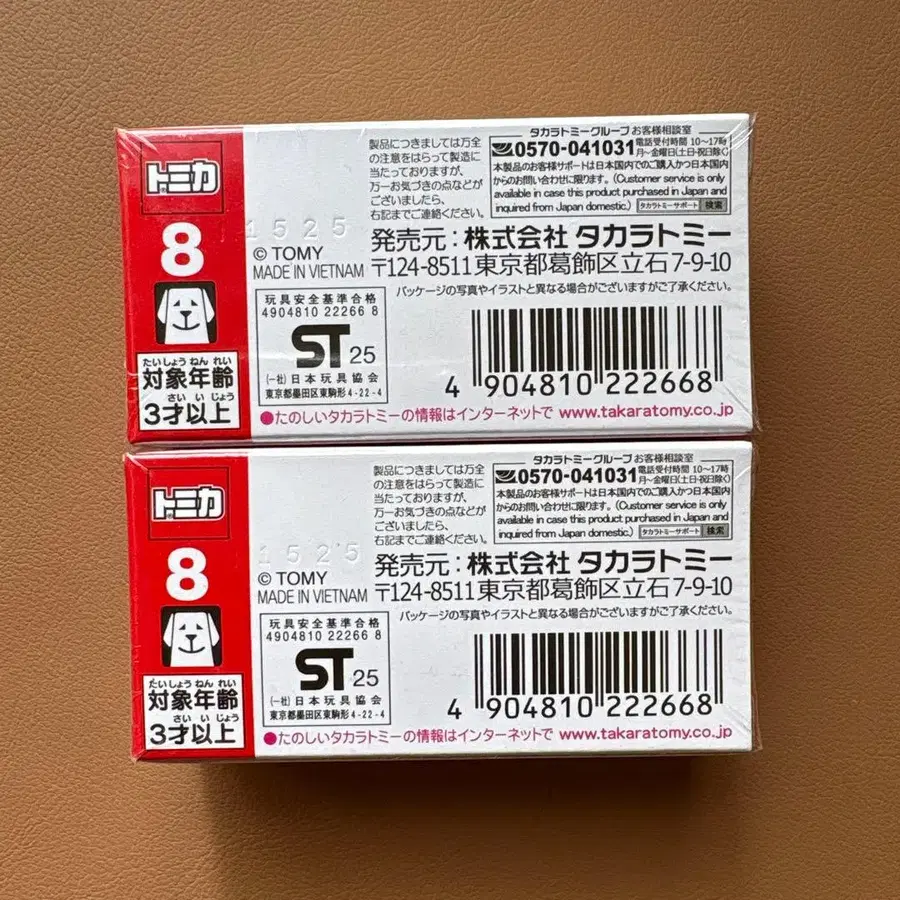 トミカ
8
たいしょうねんれい
対象年齢
さいいじょう
3才以上
1525
© TOMY
MADE IN VIETNAM
玩具安全基準合格
4904810 22266 8
ST 25
(一社)日本玩具協会
東京都墨田区東駒形4-22-4
製品につきましては万全
の注意をはらって製造に
当たっておりますが、
万一お気づきの点などが
ございましたら、
右記までご連絡ください。
タカラトミーグループ お客様相談室
0570-041031 電話受付時間 10〜17時
月〜金曜日(土日・祝日除く)
本製品のお客様サポートは日本国内でのご購入かつ日本国内
からのお問い合わせに限ります。(Customer service is only
available in case this product purchased in Japan and
inquired from Japan domestic.) タカラトミーサポート 検索
発売元:株式会社 タカラトミー
〒124-8511東京都葛飾区立石7-9-10
パッケージの写真やイラストと異なる場合がございますがご了承ください。
4 904810 222668
●たのしいタカラトミーの情報はインターネットで www.takaratomy.co.jp
トミカ
8
たいしょうねんれい
対象年齢
さいいじょう
3才以上
1525
© TOMY
MADE IN VIETNAM
玩具安全基準合格
4904810 22266 8
ST 25
(一社)日本玩具協会
東京都墨田区東駒形4-22-4
製品につきましては万全
の注意をはらって製造に
当たっておりますが、
万一お気づきの点などが
ございましたら、
右記までご連絡ください。
タカラトミーグループ お客様相談室
0570-041031 電話受付時間 10〜17時
月〜金曜日(土日・祝日除く)
本製品のお客様サポートは日本国内でのご購入かつ日本国内
からのお問い合わせに限ります。(Customer service is only
available in case this product purchased in Japan and
inquired from Japan domestic.) タカラトミーサポート 検索
発売元:株式会社 タカラトミー
〒124-8511東京都葛飾区立石7-9-10
パッケージの写真やイラストと異なる場合がございますがご了承ください。
4 904810 222668
●たのしいタカラトミーの情報はインターネットで www.takaratomy.co.jp